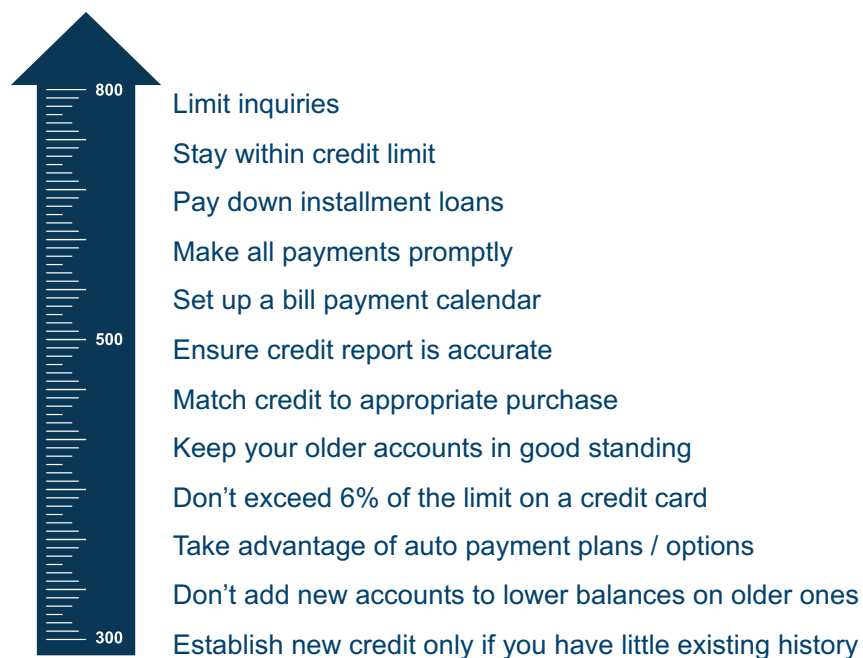 800
Limit inquiries
Stay within credit limit
Pay down installment loans
Make all payments promptly
Set up a bill payment calendar
500
Ensure credit report is accurate
Match credit to appropriate purchase
Keep your older accounts in good standing
Don’t exceed 6% of the limit on a credit card
Take advantage of auto payment plans / options
Don’t add new accounts to lower balances on older ones
300
Establish new credit only if you have little existing history